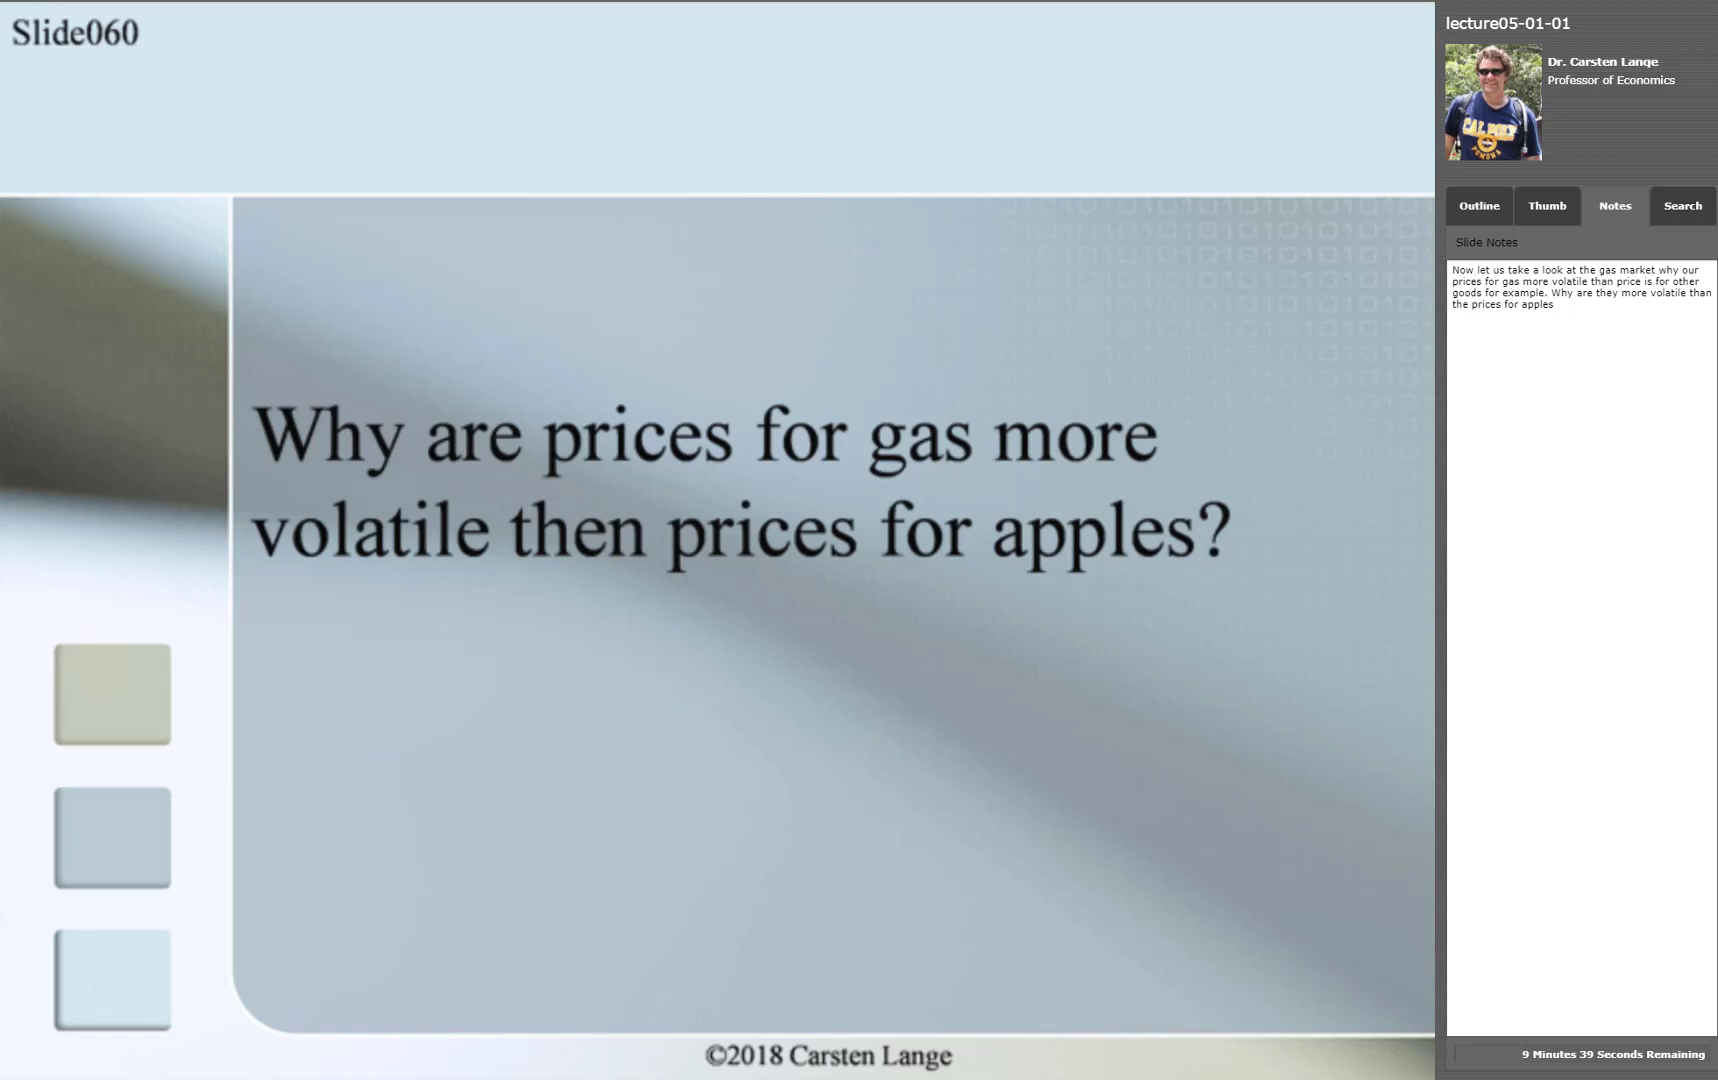 Slide060
Why are prices for gas more
volatile then prices for apples?
©2018 Carsten Lange
lecture05-01-01
Dr. Carsten Lange
Professor of Economics
CAL POLY
POMONA
Outline
Thumb
Notes
Search
Slide Notes
Now let us take a look at the gas market why our
prices for gas more volatile than price is for other
goods for example. Why are they more volatile than
the prices for apples
9 Minutes 39 Seconds Remaining